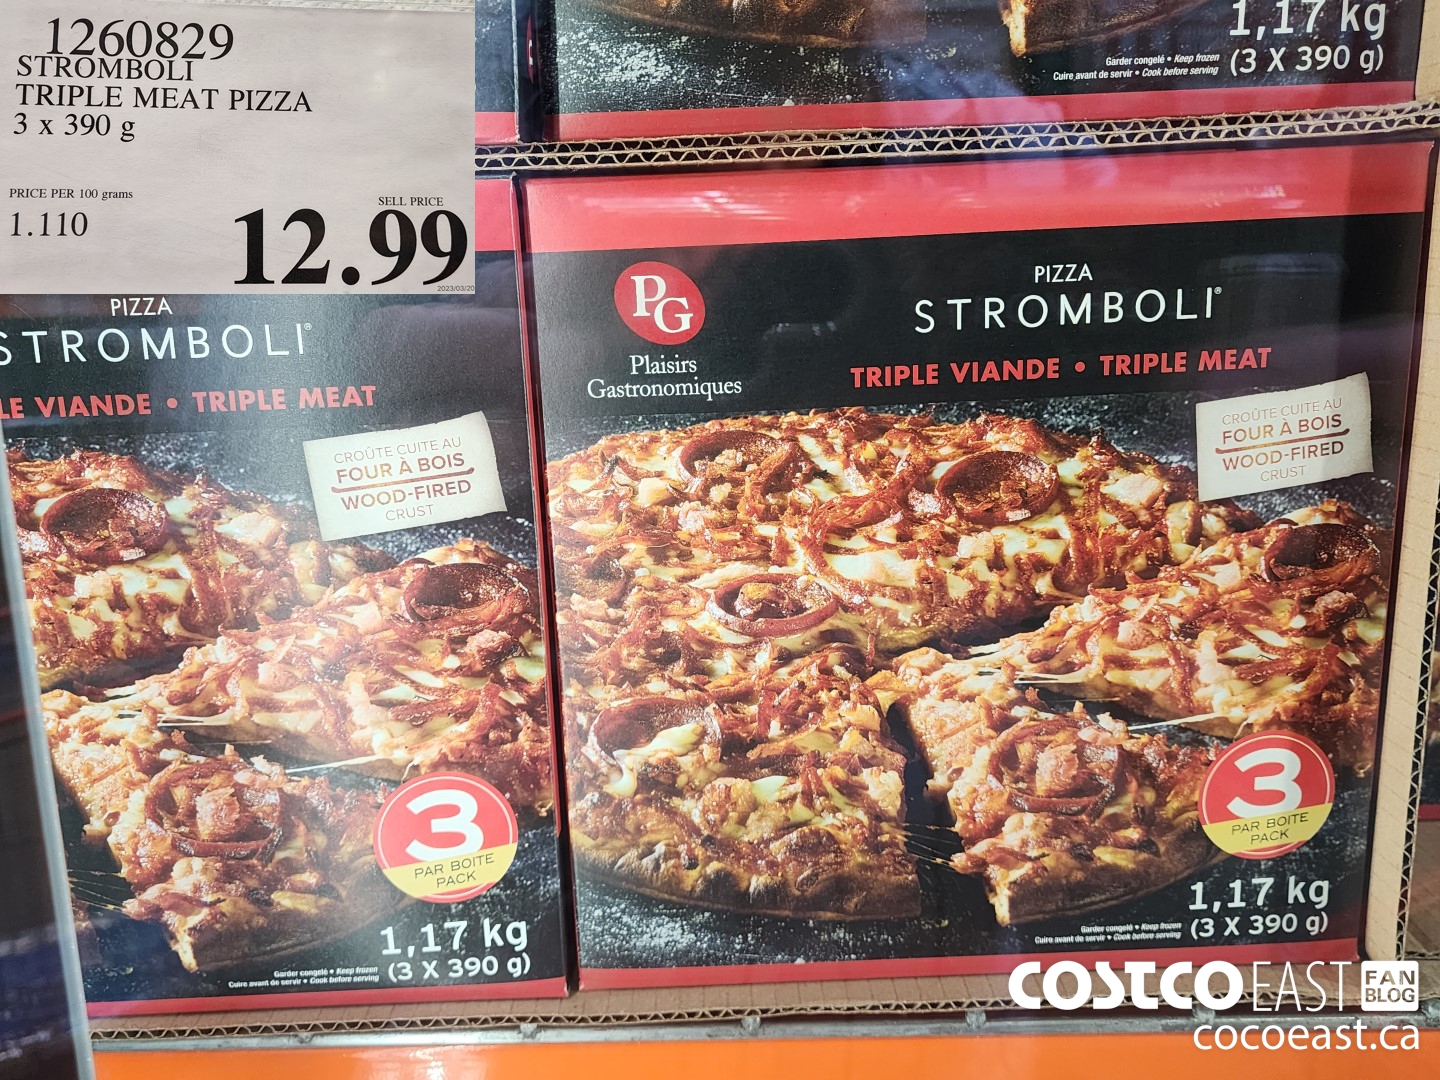 1260829
STROMBOLI
TRIPLE MEAT PIZZA
3 x 390 g
PRICE PER 100 grams
1.110
SELL PRICE
12.99
2023/03/20
1,17 kg
(3 X 390 g)
Garder congelé • Keep frozen
Cuire avant de servir • Cook before serving
PIZZA
STROMBOLI®
LE VIANDE • TRIPLE MEAT
CROÛTE CUITE AU
FOUR À BOIS
WOOD-FIRED
CRUST
3
PAR BOITE
PACK
1,17 kg
(3 X 390 g)
Garder congelé • Keep frozen
Cuire avant de servir • Cook before serving
PG
Plaisirs
Gastronomiques
PIZZA
STROMBOLI®
TRIPLE VIANDE • TRIPLE MEAT
CROÛTE CUITE AU
FOUR À BOIS
WOOD-FIRED
CRUST
3
PAR BOITE
PACK
1,17 kg
(3 X 390 g)
Garder congelé • Keep frozen
Cuire avant de servir • Cook before serving
COSTCO EAST FAN BLOG
cocoeast.ca